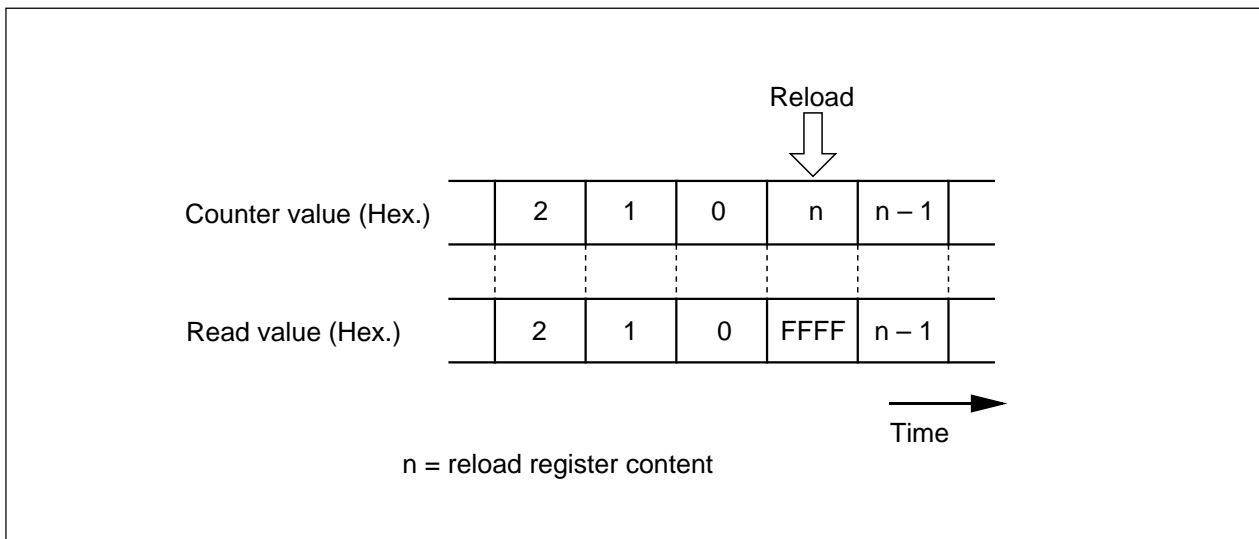 Reload
Counter value (Hex.) 2 1 0 n n – 1
Read value (Hex.) 2 1 0 FFFF n – 1
Time
n = reload register content